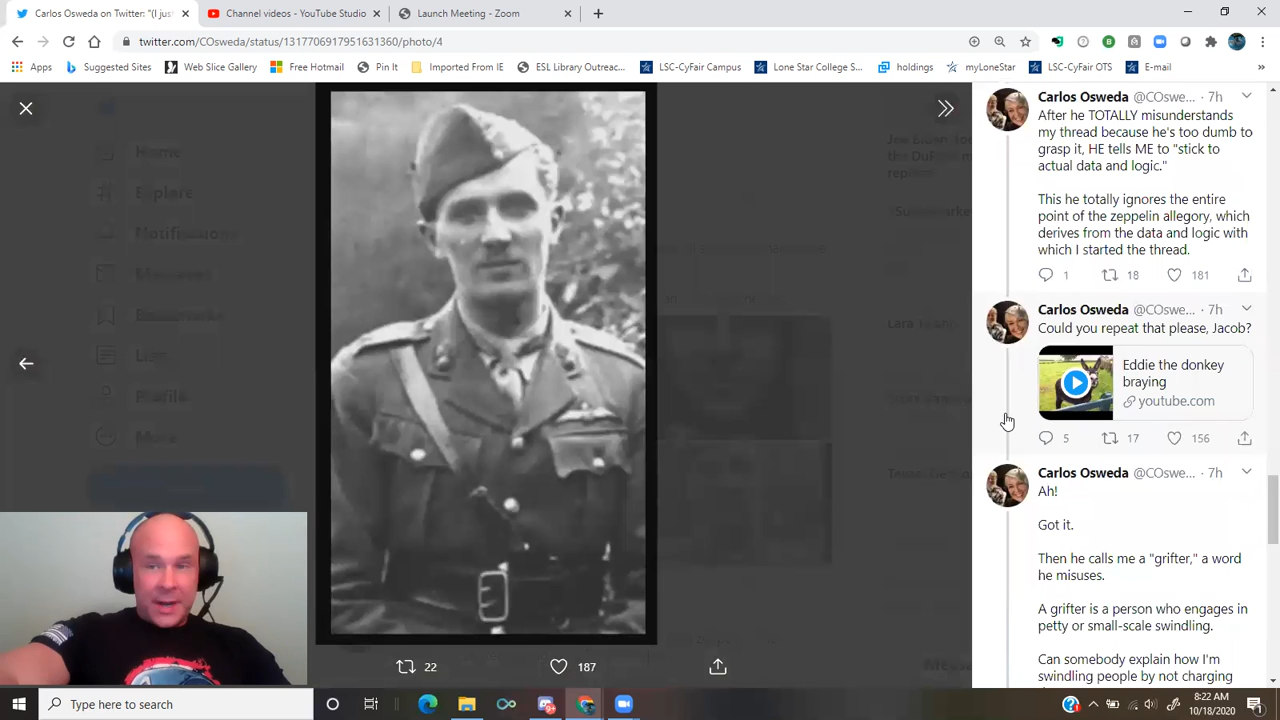 Carlos Osweda on Twitter: "(I jus
Channel videos - YouTube Studio
Launch Meeting - Zoom
twitter.com/COsweda/status/1317706917951631360/photo/4
Apps
Suggested Sites
Web Slice Gallery
Free Hotmail
Pin It
Imported From IE
ESL Library Outreac...
LSC-CyFair Campus
Lone Star College S...
holdings
myLoneStar
LSC-CyFair OTS
E-mail
Home
Explore
Notifications
Profile
More
22
187
Carlos Osweda @COswe... · 7h
After he TOTALLY misunderstands
my thread because he's too dumb to
grasp it, HE tells ME to "stick to
actual data and logic."
This he totally ignores the entire
point of the zeppelin allegory, which
derives from the data and logic with
which I started the thread.
1 18 181
Carlos Osweda @COswe... · 7h
Could you repeat that please, Jacob?
Eddie the donkey
braying
youtube.com
5 17 156
Carlos Osweda @COswe... · 7h
Ah!
Got it.
Then he calls me a "grifter," a word
he misuses.
A grifter is a person who engages in
petty or small-scale swindling.
Can somebody explain how I'm
swindling people by not charging
Type here to search
8:22 AM
10/18/2020